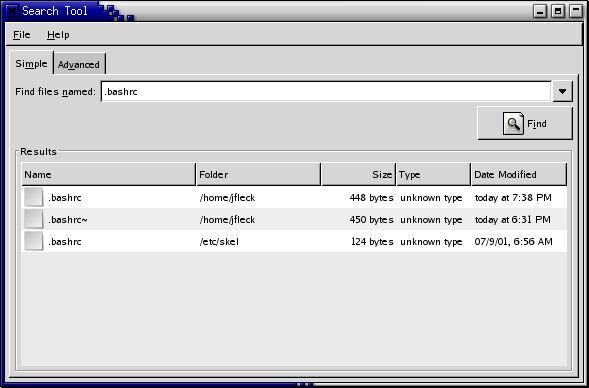 Search Tool
File Help
Simple Advanced
Find files named: .bashrc
Find
Results
Name Folder Size Type Date Modified
.bashrc /home/jfleck 448 bytes unknown type today at 7:38 PM
.bashrc~ /home/jfleck 450 bytes unknown type today at 6:31 PM
.bashrc /etc/skel 124 bytes unknown type 07/9/01, 6:56 AM